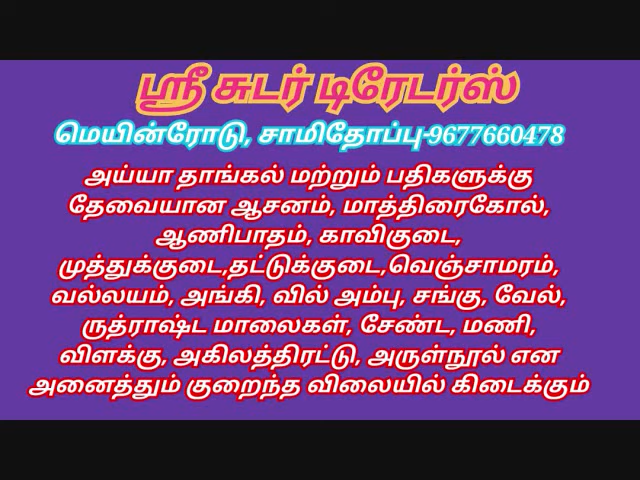 ஸ்ரீ சுடர் டிரேடர்ஸ்
மெயின்ரோடு, சாமிதோப்பு-9677660478
அய்யா தாங்கல் மற்றும் பதிகளுக்கு
தேவையான ஆசனம், மாத்திரைகோல்,
ஆணிபாதம், காவிகுடை,
முத்துக்குடை,தட்டுக்குடை,வெஞ்சாமரம்,
வல்லயம், அங்கி, வில் அம்பு, சங்கு, வேல்,
ருத்ராஷ்ட மாலைகள், சேண்ட, மணி,
விளக்கு, அகிலத்திரட்டு, அருள்நூல் என
அனைத்தும் குறைந்த விலையில் கிடைக்கும்